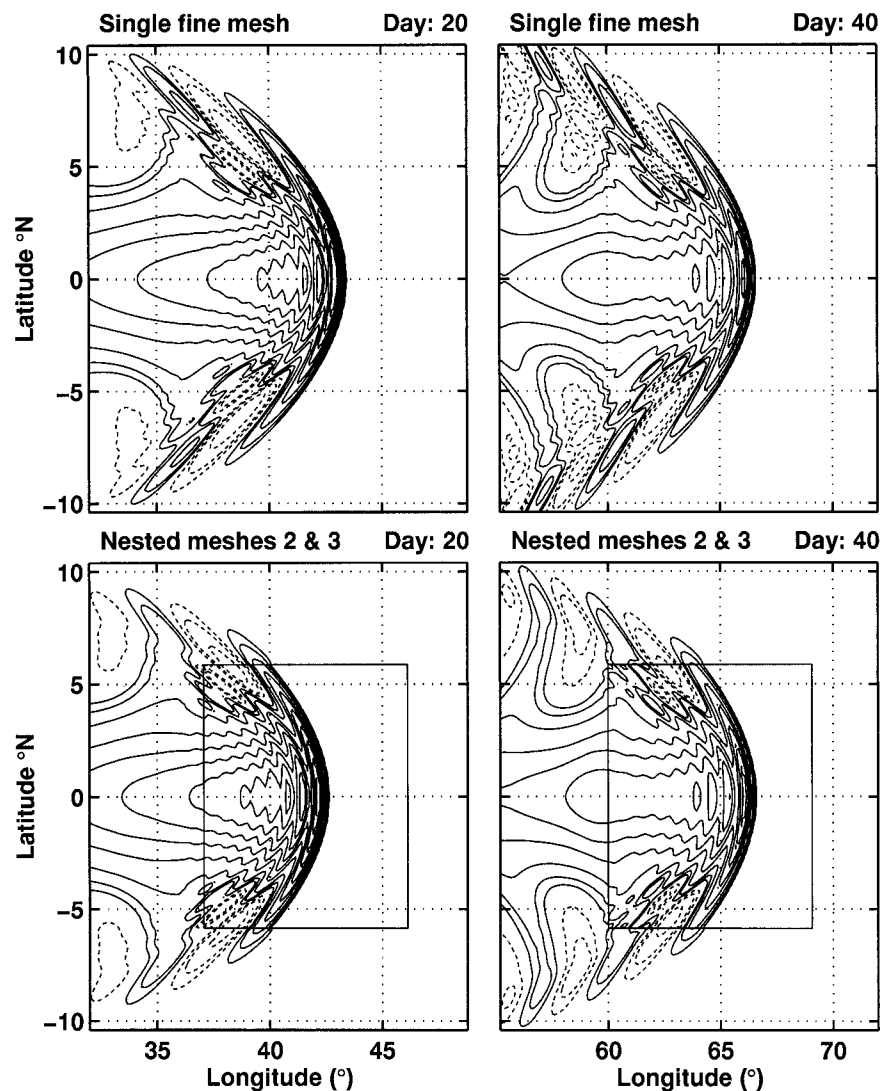 Single fine mesh Day: 20
Single fine mesh Day: 40
10
5
0
−5
−10
Latitude °N
Nested meshes 2 & 3 Day: 20
Nested meshes 2 & 3 Day: 40
10
5
0
−5
−10
Latitude °N
35 40 45
60 65 70
Longitude (°)
Longitude (°)